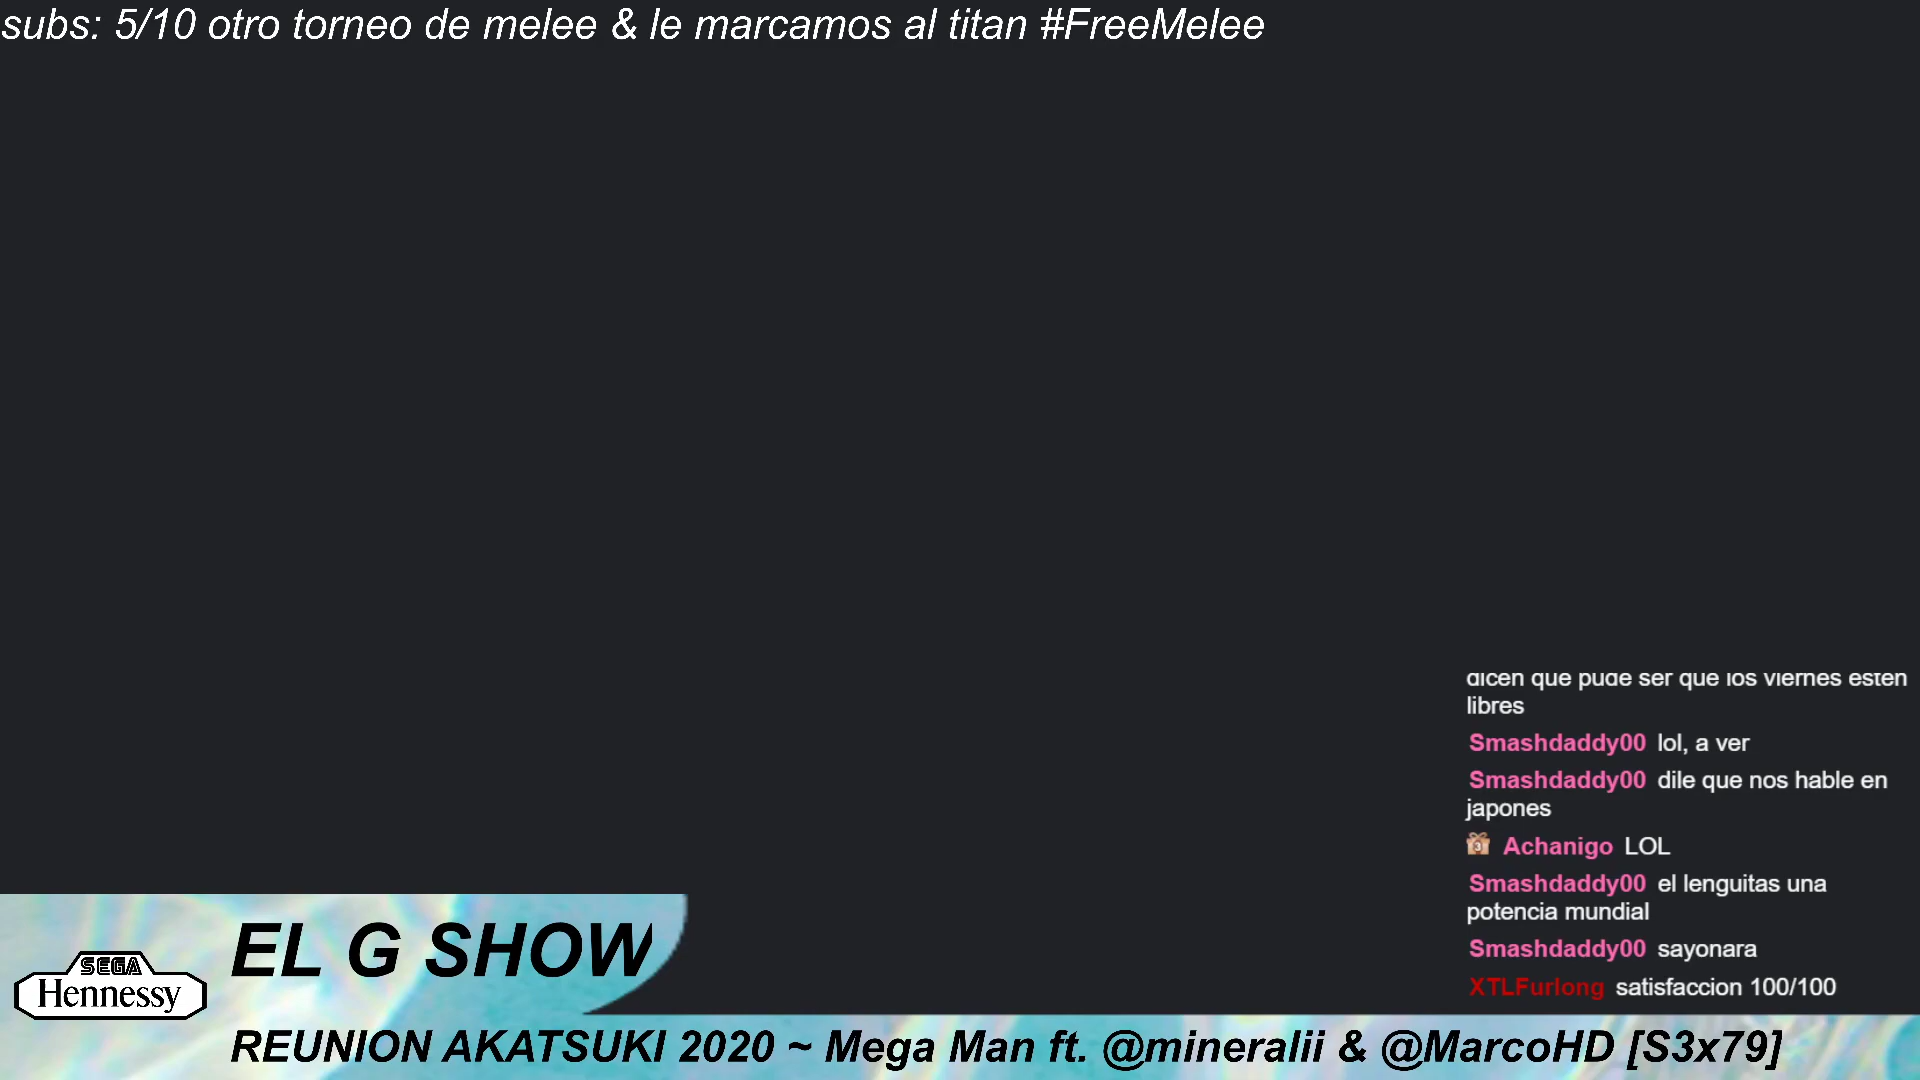 subs: 5/10 otro torneo de melee & le marcamos al titan #FreeMelee
dicen que pude ser que los viernes esten
libres
Smashdaddy00 lol, a ver
Smashdaddy00 dile que nos hable en
japones
3 Achanigo LOL
Smashdaddy00 el lenguitas una
potencia mundial
Smashdaddy00 sayonara
XTLFurlong satisfaccion 100/100
EL G SHOW
SEGA
Hennessy
REUNION AKATSUKI 2020 ~ Mega Man ft. @mineralii & @MarcoHD [S3x79]